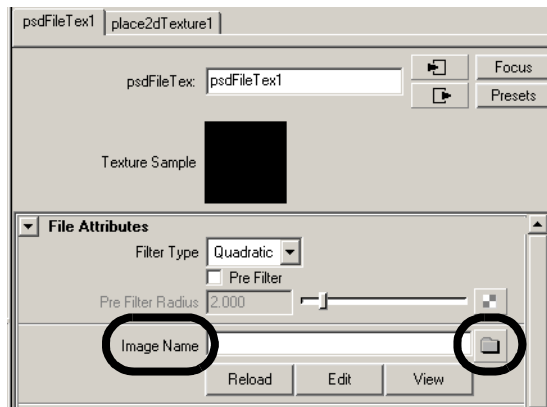 psdFileTex1 place2dTexture1
psdFileTex: psdFileTex1 Focus
Presets
Texture Sample
File Attributes
Filter Type Quadratic
Pre Filter
Pre Filter Radius 2.000
Image Name
Reload Edit View